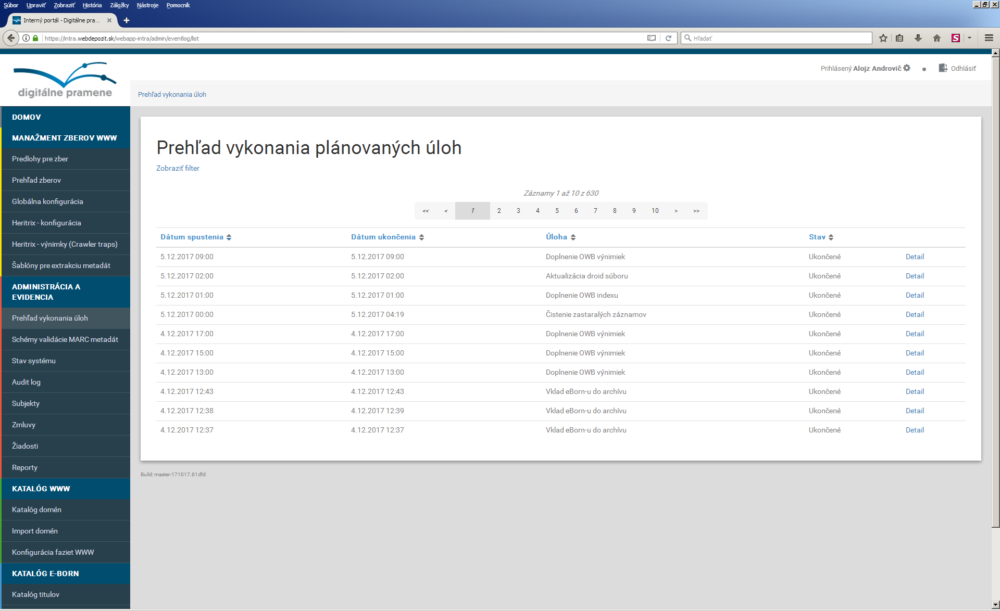 Súbor Upraviť Zobraziť História Záložky Nástroje Pomocník
Interný portál - Digitálne pra...
https://intra.webdepozit.sk/webapp-intra/admin/eventlog/list
Hľadať
digitálne pramene
Prihlásený Alojz Androvič
Odhlásiť
Prehľad vykonania úloh
DOMOV
MANAŽMENT ZBEROV WWW
Predlohy pre zber
Prehľad zberov
Globálna konfigurácia
Heritrix - konfigurácia
Heritrix - výnimky (Crawler traps)
Šablóny pre extrakciu metadát
ADMINISTRÁCIA A
EVIDENCIA
Prehľad vykonania úloh
Schémy validácie MARC metadát
Stav systému
Audit log
Subjekty
Zmluvy
Žiadosti
Reporty
KATALÓG WWW
Katalóg domén
Import domén
Konfigurácia faziet WWW
KATALÓG E-BORN
Katalóg titulov
Prehľad vykonania plánovaných úloh
Zobraziť filter
Záznamy 1 až 10 z 630
<< < 1 2 3 4 5 6 7 8 9 10 > >>
Dátum spustenia Dátum ukončenia Úloha Stav
5.12.2017 09:00 5.12.2017 09:00 Doplnenie OWB výnimiek Ukončené Detail
5.12.2017 02:00 5.12.2017 02:00 Aktualizácia droid súboru Ukončené Detail
5.12.2017 01:00 5.12.2017 01:00 Doplnenie OWB indexu Ukončené Detail
5.12.2017 00:00 5.12.2017 04:19 Čistenie zastaralých záznamov Ukončené Detail
4.12.2017 17:00 4.12.2017 17:00 Doplnenie OWB výnimiek Ukončené Detail
4.12.2017 15:00 4.12.2017 15:00 Doplnenie OWB výnimiek Ukončené Detail
4.12.2017 13:00 4.12.2017 13:00 Doplnenie OWB výnimiek Ukončené Detail
4.12.2017 12:43 4.12.2017 12:43 Vklad eBorn-u do archívu Ukončené Detail
4.12.2017 12:38 4.12.2017 12:39 Vklad eBorn-u do archívu Ukončené Detail
4.12.2017 12:37 4.12.2017 12:37 Vklad eBorn-u do archívu Ukončené Detail
Build: master-171017.81dfd